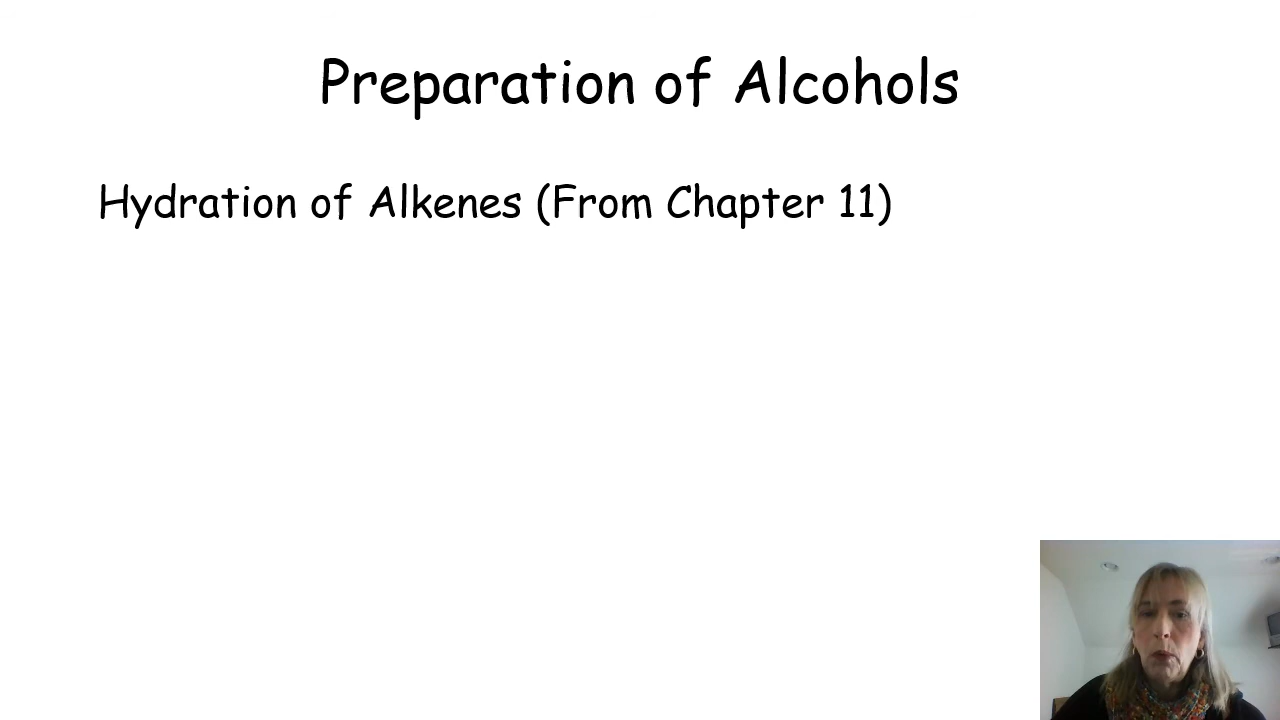 Preparation of Alcohols
Hydration of Alkenes (From Chapter 11)